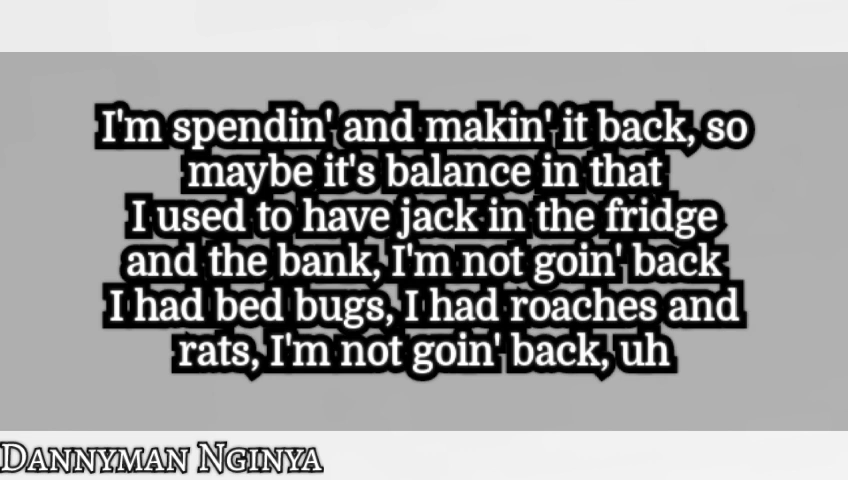 I'm spendin' and makin' it back, so
maybe it's balance in that
I used to have jack in the fridge
and the bank, I'm not goin' back
I had bed bugs, I had roaches and
rats, I'm not goin' back, uh
DANNYMAN NGINYA